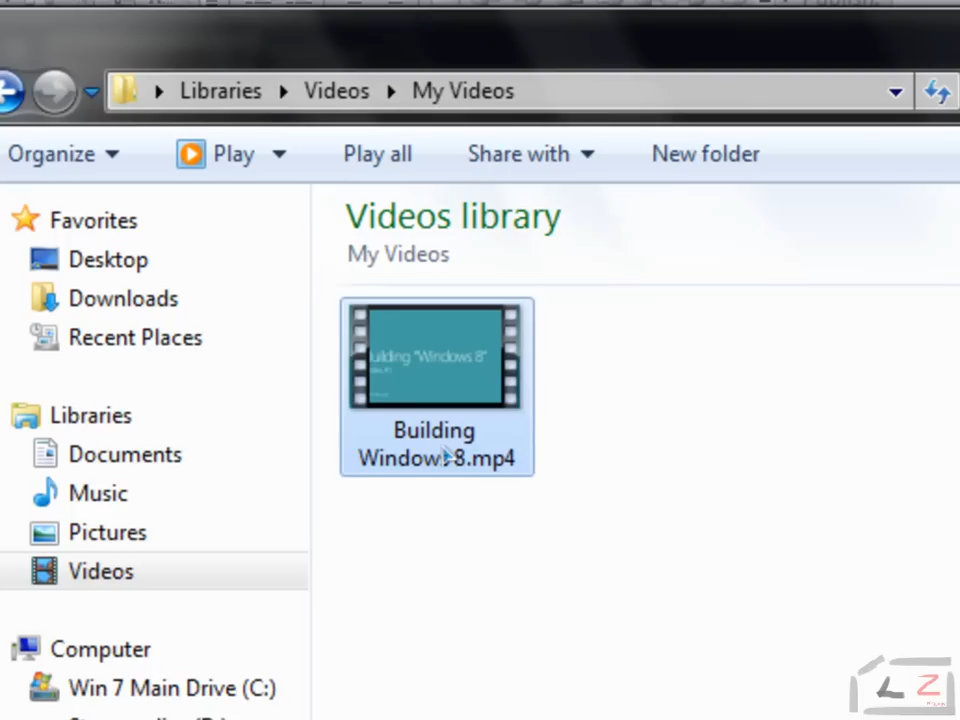 Libraries Videos My Videos
Organize Play Play all Share with New folder
Favorites
Desktop
Downloads
Recent Places
Libraries
Documents
Music
Pictures
Videos
Computer
Win 7 Main Drive (C:)
Videos library
My Videos
uilding "Windows 8"
Building
Windows 8.mp4
LZ